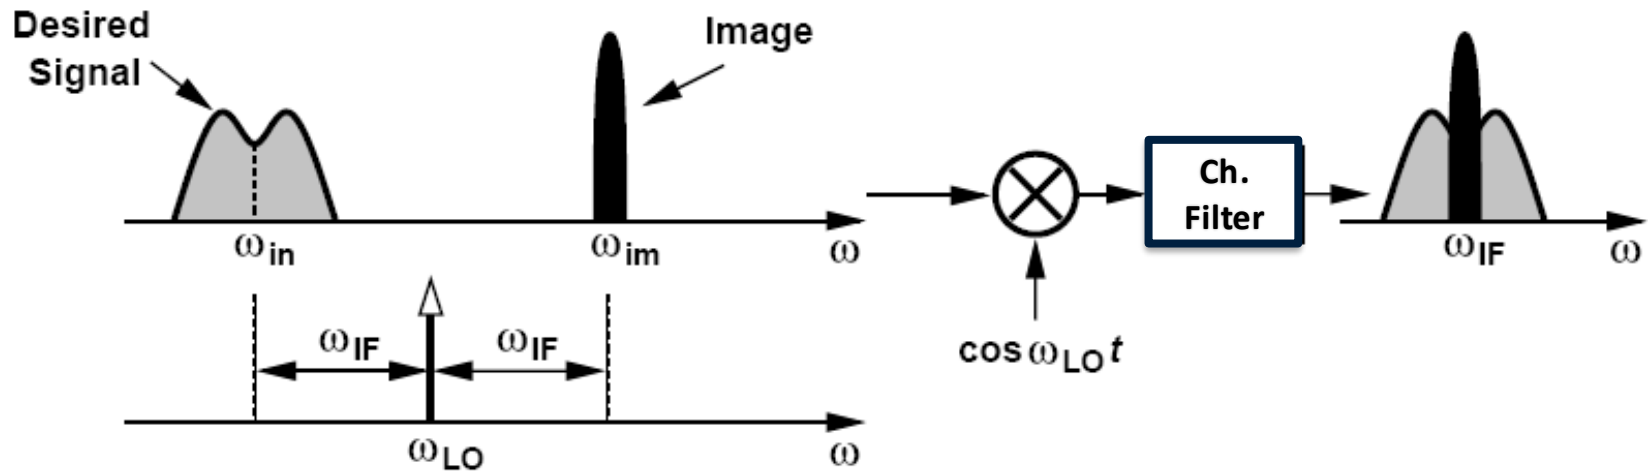 Desired
Signal
Image
ω_in
ω_im
ω
ω_IF
ω_IF
ω_LO
ω
cos ω_LO t
Ch.
Filter
ω_IF
ω